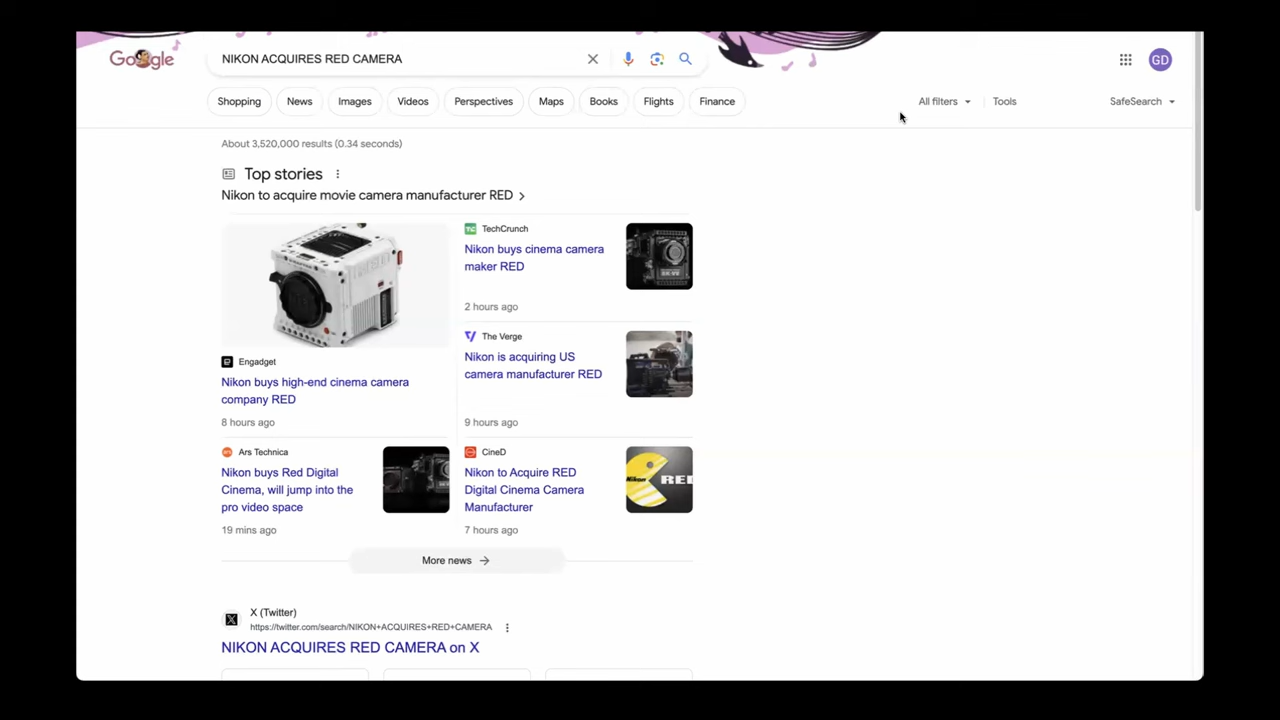 Google
NIKON ACQUIRES RED CAMERA
GD
Shopping
News
Images
Videos
Perspectives
Maps
Books
Flights
Finance
All filters
Tools
SafeSearch
About 3,520,000 results (0.34 seconds)
Top stories
Nikon to acquire movie camera manufacturer RED
Engadget
Nikon buys high-end cinema camera
company RED
8 hours ago
TechCrunch
Nikon buys cinema camera
maker RED
2 hours ago
The Verge
Nikon is acquiring US
camera manufacturer RED
9 hours ago
Ars Technica
Nikon buys Red Digital
Cinema, will jump into the
pro video space
19 mins ago
CineD
Nikon to Acquire RED
Digital Cinema Camera
Manufacturer
7 hours ago
Nikon
RED
More news
X (Twitter)
https://twitter.com/search/NIKON+ACQUIRES+RED+CAMERA
NIKON ACQUIRES RED CAMERA on X